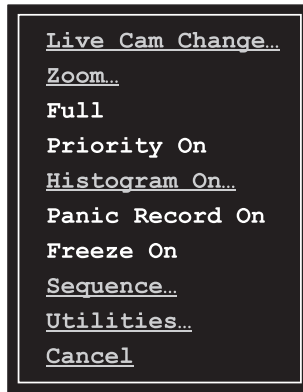 Live Cam Change…
Zoom…
Full
Priority On
Histogram On…
Panic Record On
Freeze On
Sequence…
Utilities…
Cancel